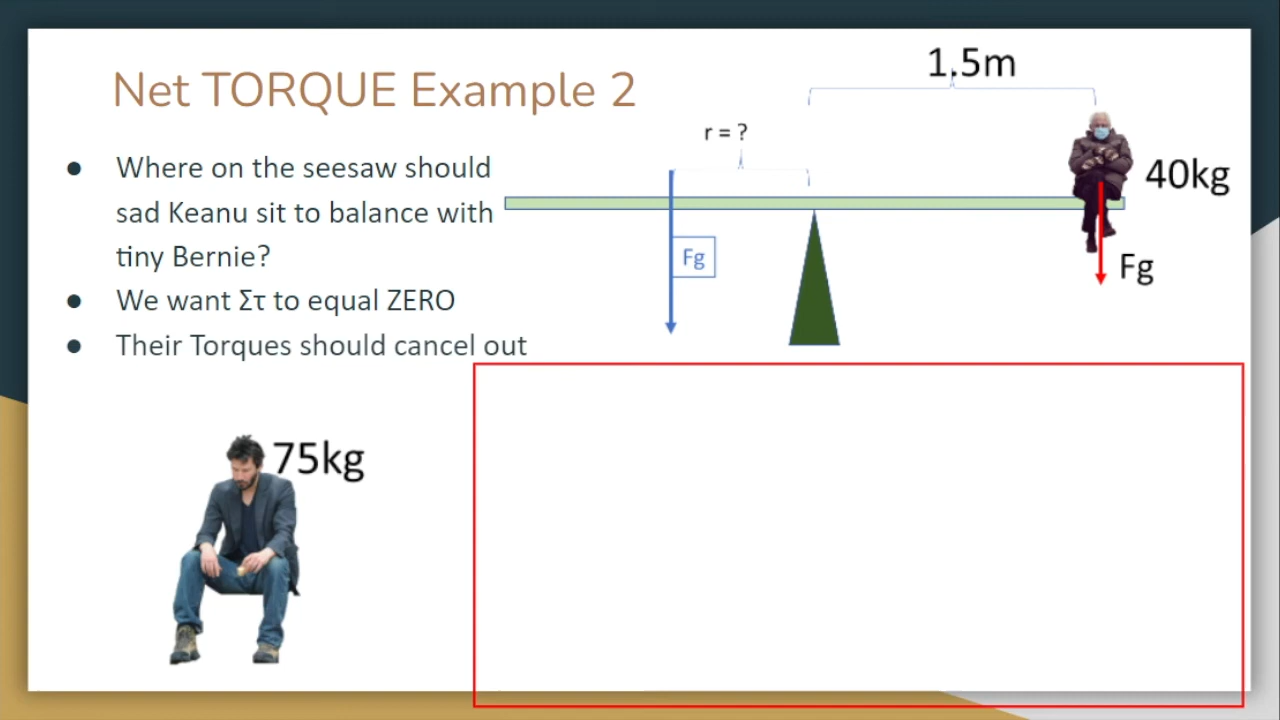 Net TORQUE Example 2
● Where on the seesaw should
sad Keanu sit to balance with
tiny Bernie?
● We want Στ to equal ZERO
● Their Torques should cancel out
1.5m
r = ?
40kg
Fg
Fg
75kg